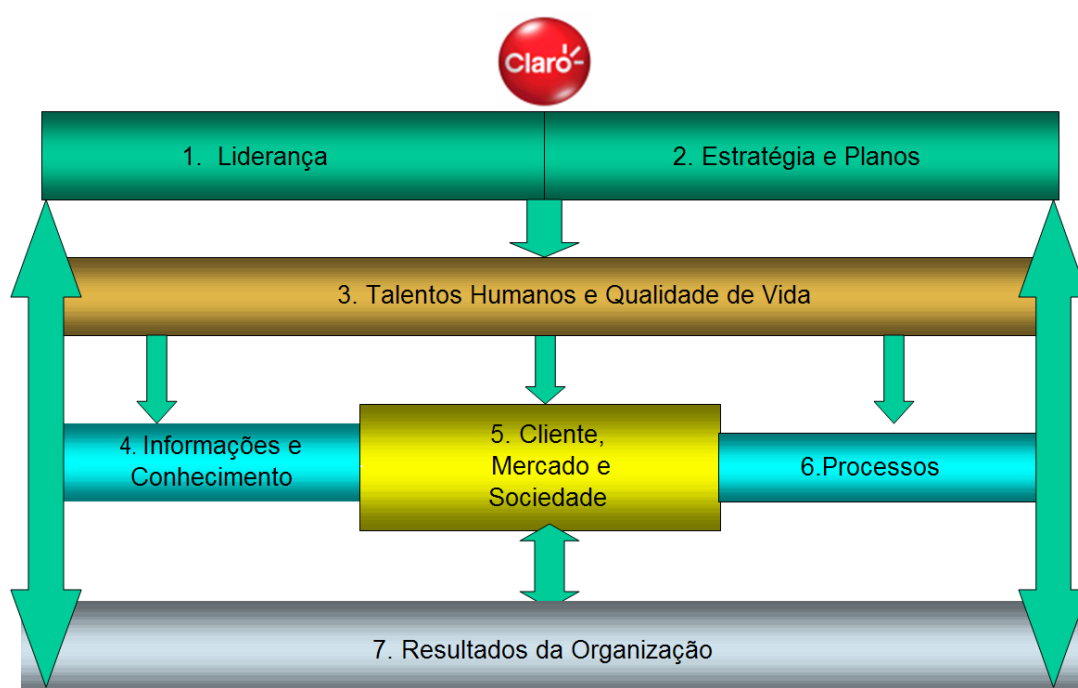 Claro
1. Liderança
2. Estratégia e Planos
3. Talentos Humanos e Qualidade de Vida
4. Informações e
Conhecimento
5. Cliente,
Mercado e
Sociedade
6.Processos
7. Resultados da Organização